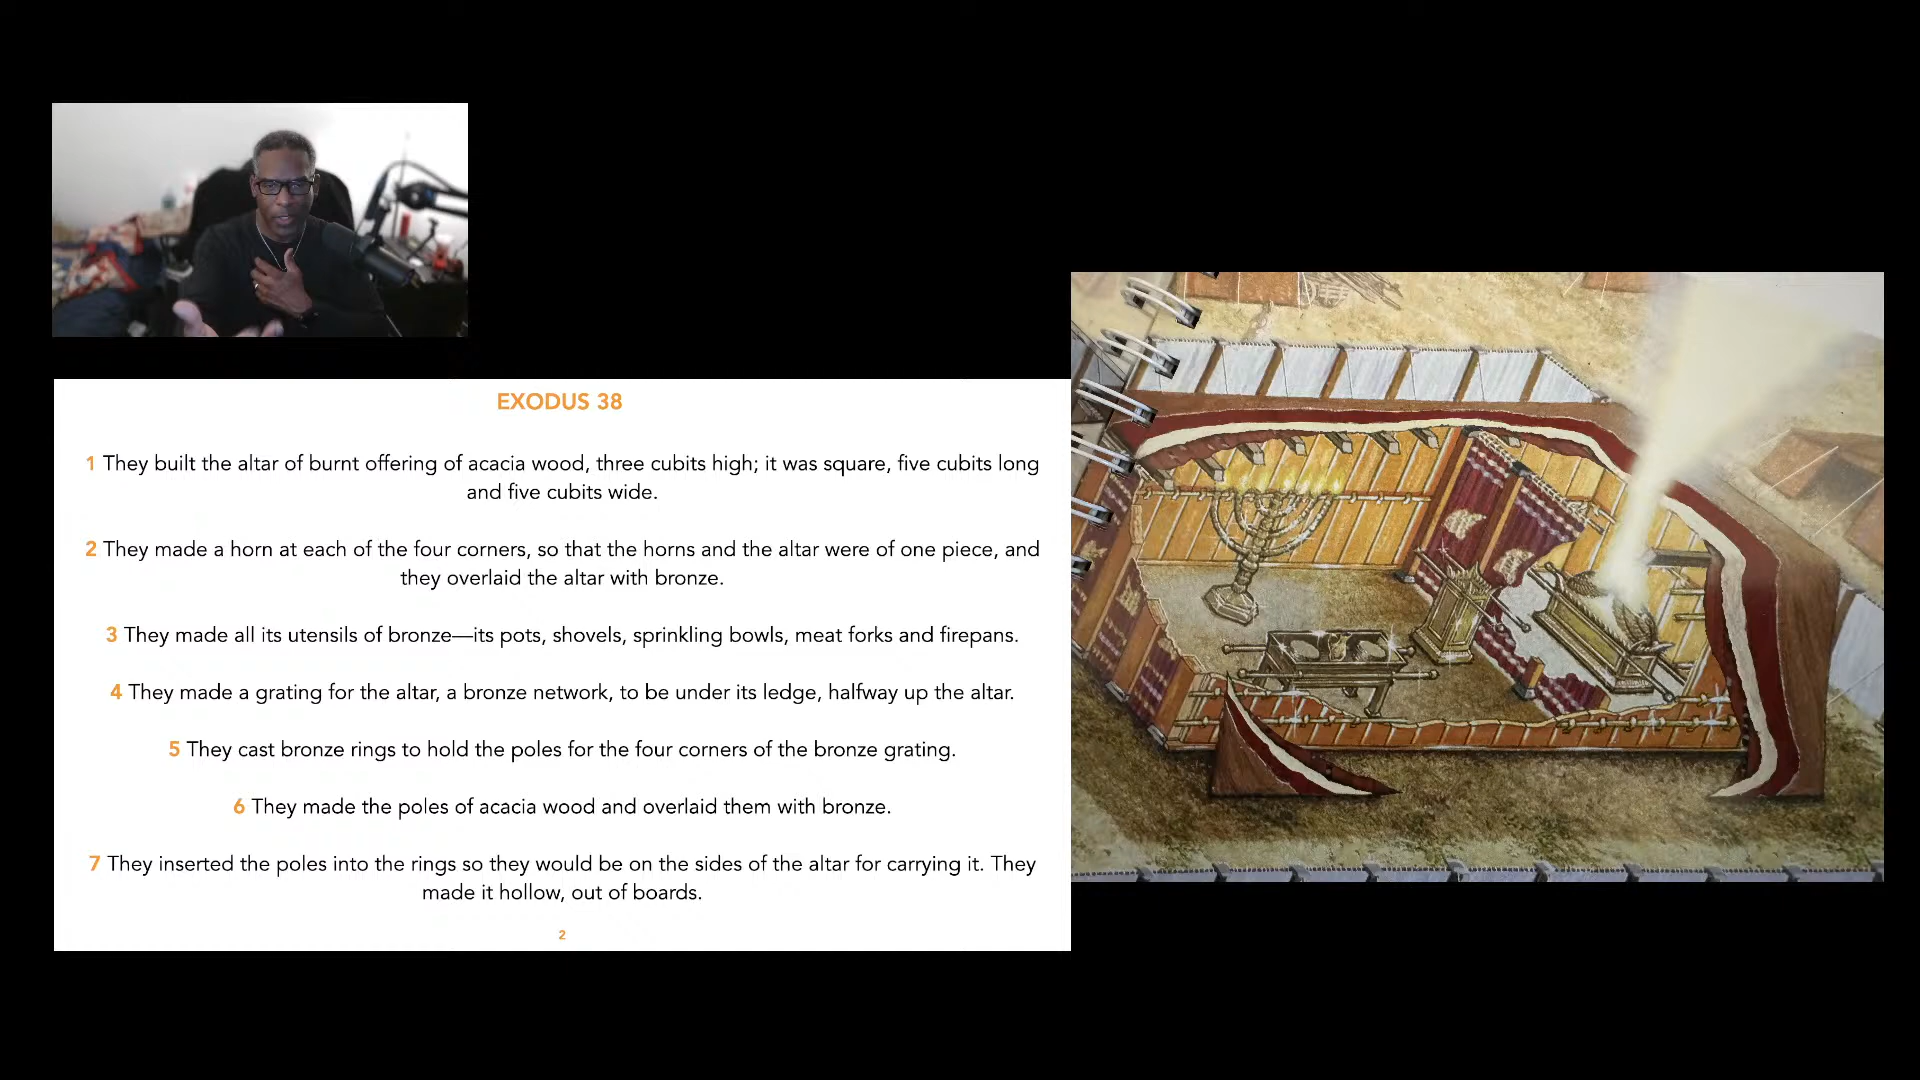 EXODUS 38
1 They built the altar of burnt offering of acacia wood, three cubits high; it was square, five cubits long
and five cubits wide.
2 They made a horn at each of the four corners, so that the horns and the altar were of one piece, and
they overlaid the altar with bronze.
3 They made all its utensils of bronze—its pots, shovels, sprinkling bowls, meat forks and firepans.
4 They made a grating for the altar, a bronze network, to be under its ledge, halfway up the altar.
5 They cast bronze rings to hold the poles for the four corners of the bronze grating.
6 They made the poles of acacia wood and overlaid them with bronze.
7 They inserted the poles into the rings so they would be on the sides of the altar for carrying it. They
made it hollow, out of boards.
2